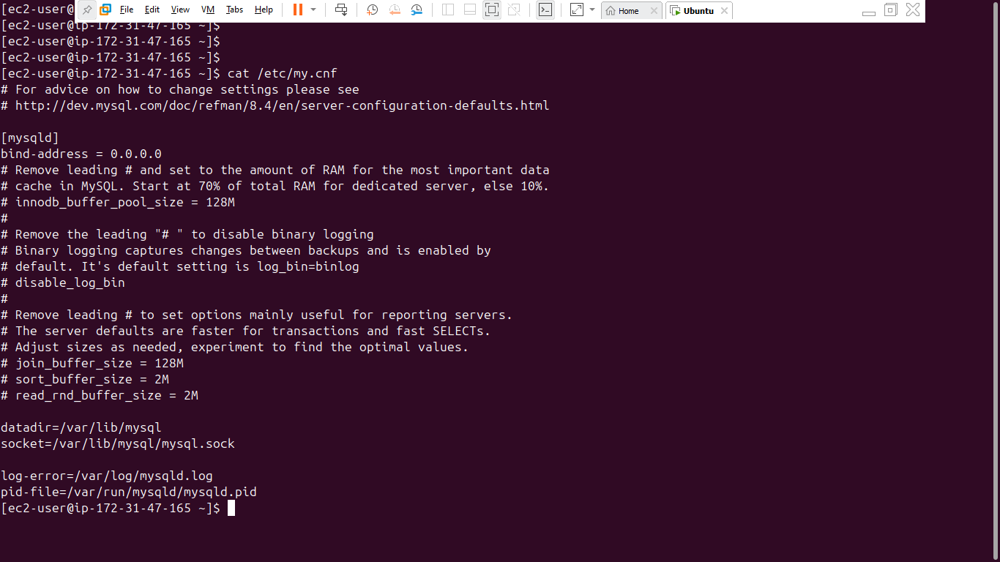 [ec2-user@
File Edit View VM Tabs Help Home Ubuntu
[ec2-user@ip-172-31-47-165 ~]$
[ec2-user@ip-172-31-47-165 ~]$
[ec2-user@ip-172-31-47-165 ~]$
[ec2-user@ip-172-31-47-165 ~]$ cat /etc/my.cnf
# For advice on how to change settings please see
# http://dev.mysql.com/doc/refman/8.4/en/server-configuration-defaults.html

[mysqld]
bind-address = 0.0.0.0
# Remove leading # and set to the amount of RAM for the most important data
# cache in MySQL. Start at 70% of total RAM for dedicated server, else 10%.
# innodb_buffer_pool_size = 128M
#
# Remove the leading "# " to disable binary logging
# Binary logging captures changes between backups and is enabled by
# default. It's default setting is log_bin=binlog
# disable_log_bin
#
# Remove leading # to set options mainly useful for reporting servers.
# The server defaults are faster for transactions and fast SELECTs.
# Adjust sizes as needed, experiment to find the optimal values.
# join_buffer_size = 128M
# sort_buffer_size = 2M
# read_rnd_buffer_size = 2M

datadir=/var/lib/mysql
socket=/var/lib/mysql/mysql.sock

log-error=/var/log/mysqld.log
pid-file=/var/run/mysqld/mysqld.pid
[ec2-user@ip-172-31-47-165 ~]$